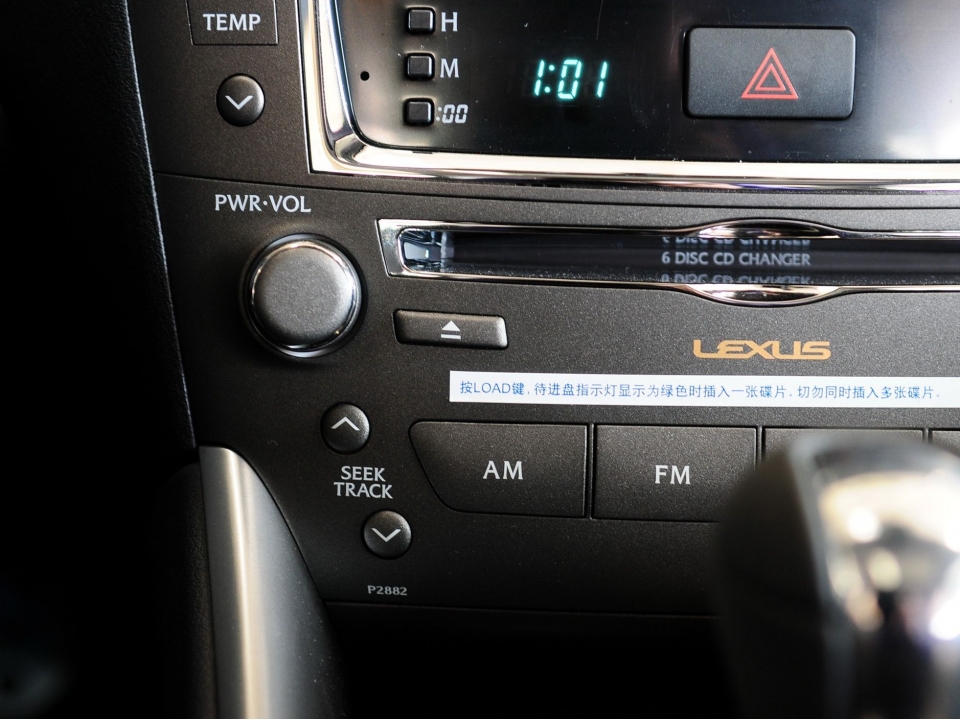 TEMP
H
M
:00
1:01
PWR·VOL
6 DISC CD CHANGER
LEXUS
按LOAD键,待进盘指示灯显示为绿色时插入一张碟片.切勿同时插入多张碟片.
AM
FM
SEEK
TRACK
P2882